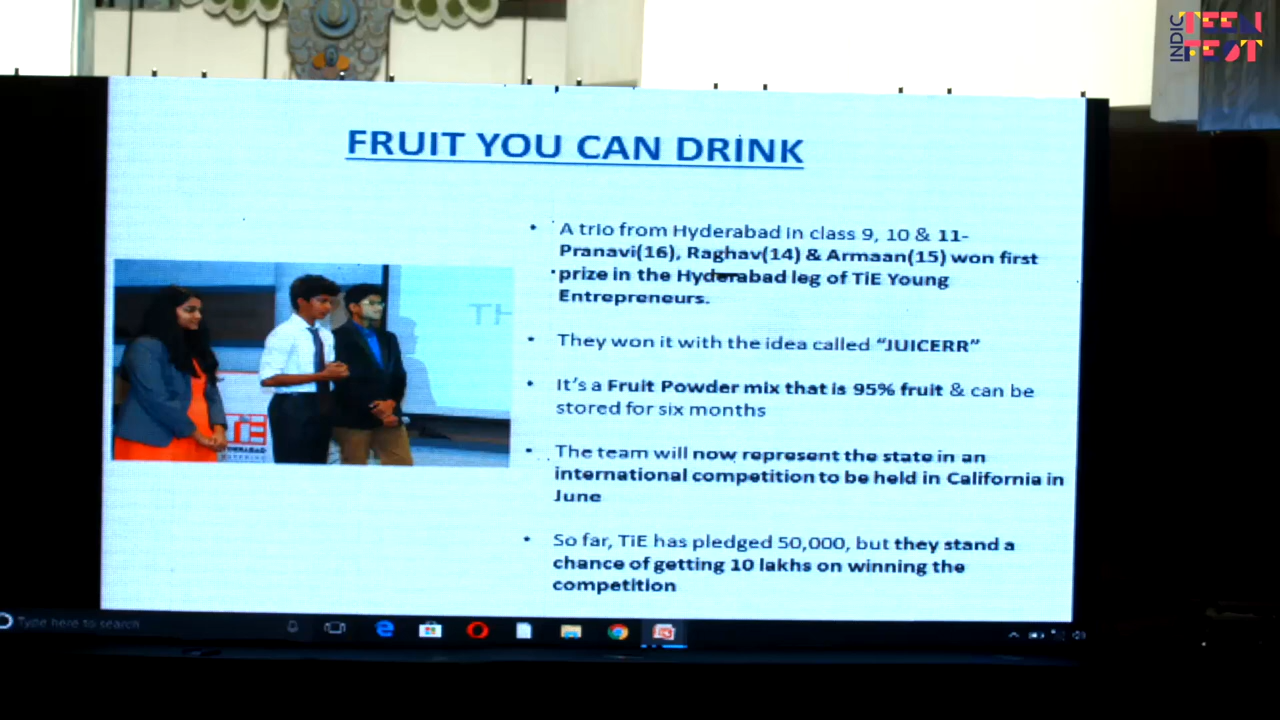 INDIC
TEEN
FEST
FRUIT YOU CAN DRINK
• A trio from Hyderabad in class 9, 10 & 11-
Pranavi(16), Raghav(14) & Armaan(15) won first
prize in the Hyderabad leg of TiE Young
Entrepreneurs.
• They won it with the idea called “JUICERR”
• It’s a Fruit Powder mix that is 95% fruit & can be
stored for six months
• The team will now represent the state in an
international competition to be held in California in
June
• So far, TiE has pledged 50,000, but they stand a
chance of getting 10 lakhs on winning the
competition
TH
TiE
HYDERABAD
Type here to search